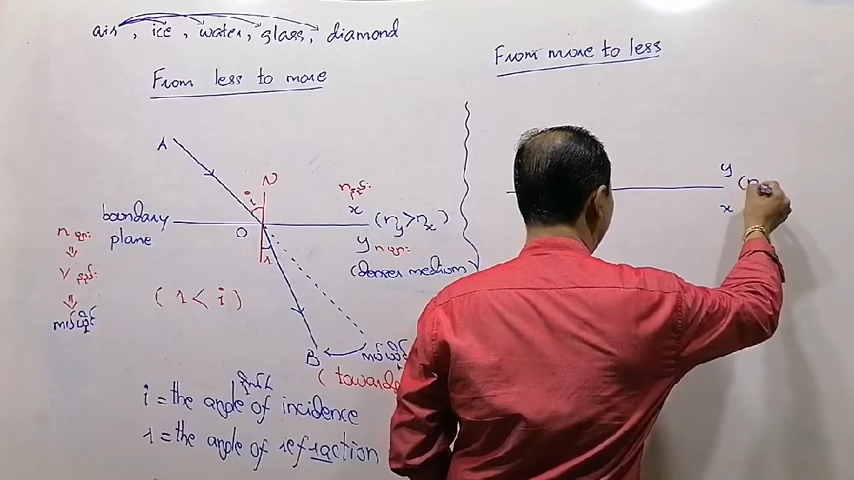 air , ice , water , glass , diamond
From less to more
A
N
i
x
boundary plane
O
(ny>nx)
y
r
(denser medium)
n
v
( r < i )
B
( toward
i = the angle of incidence
r = the angle of refraction
From more to less
y
(n
x